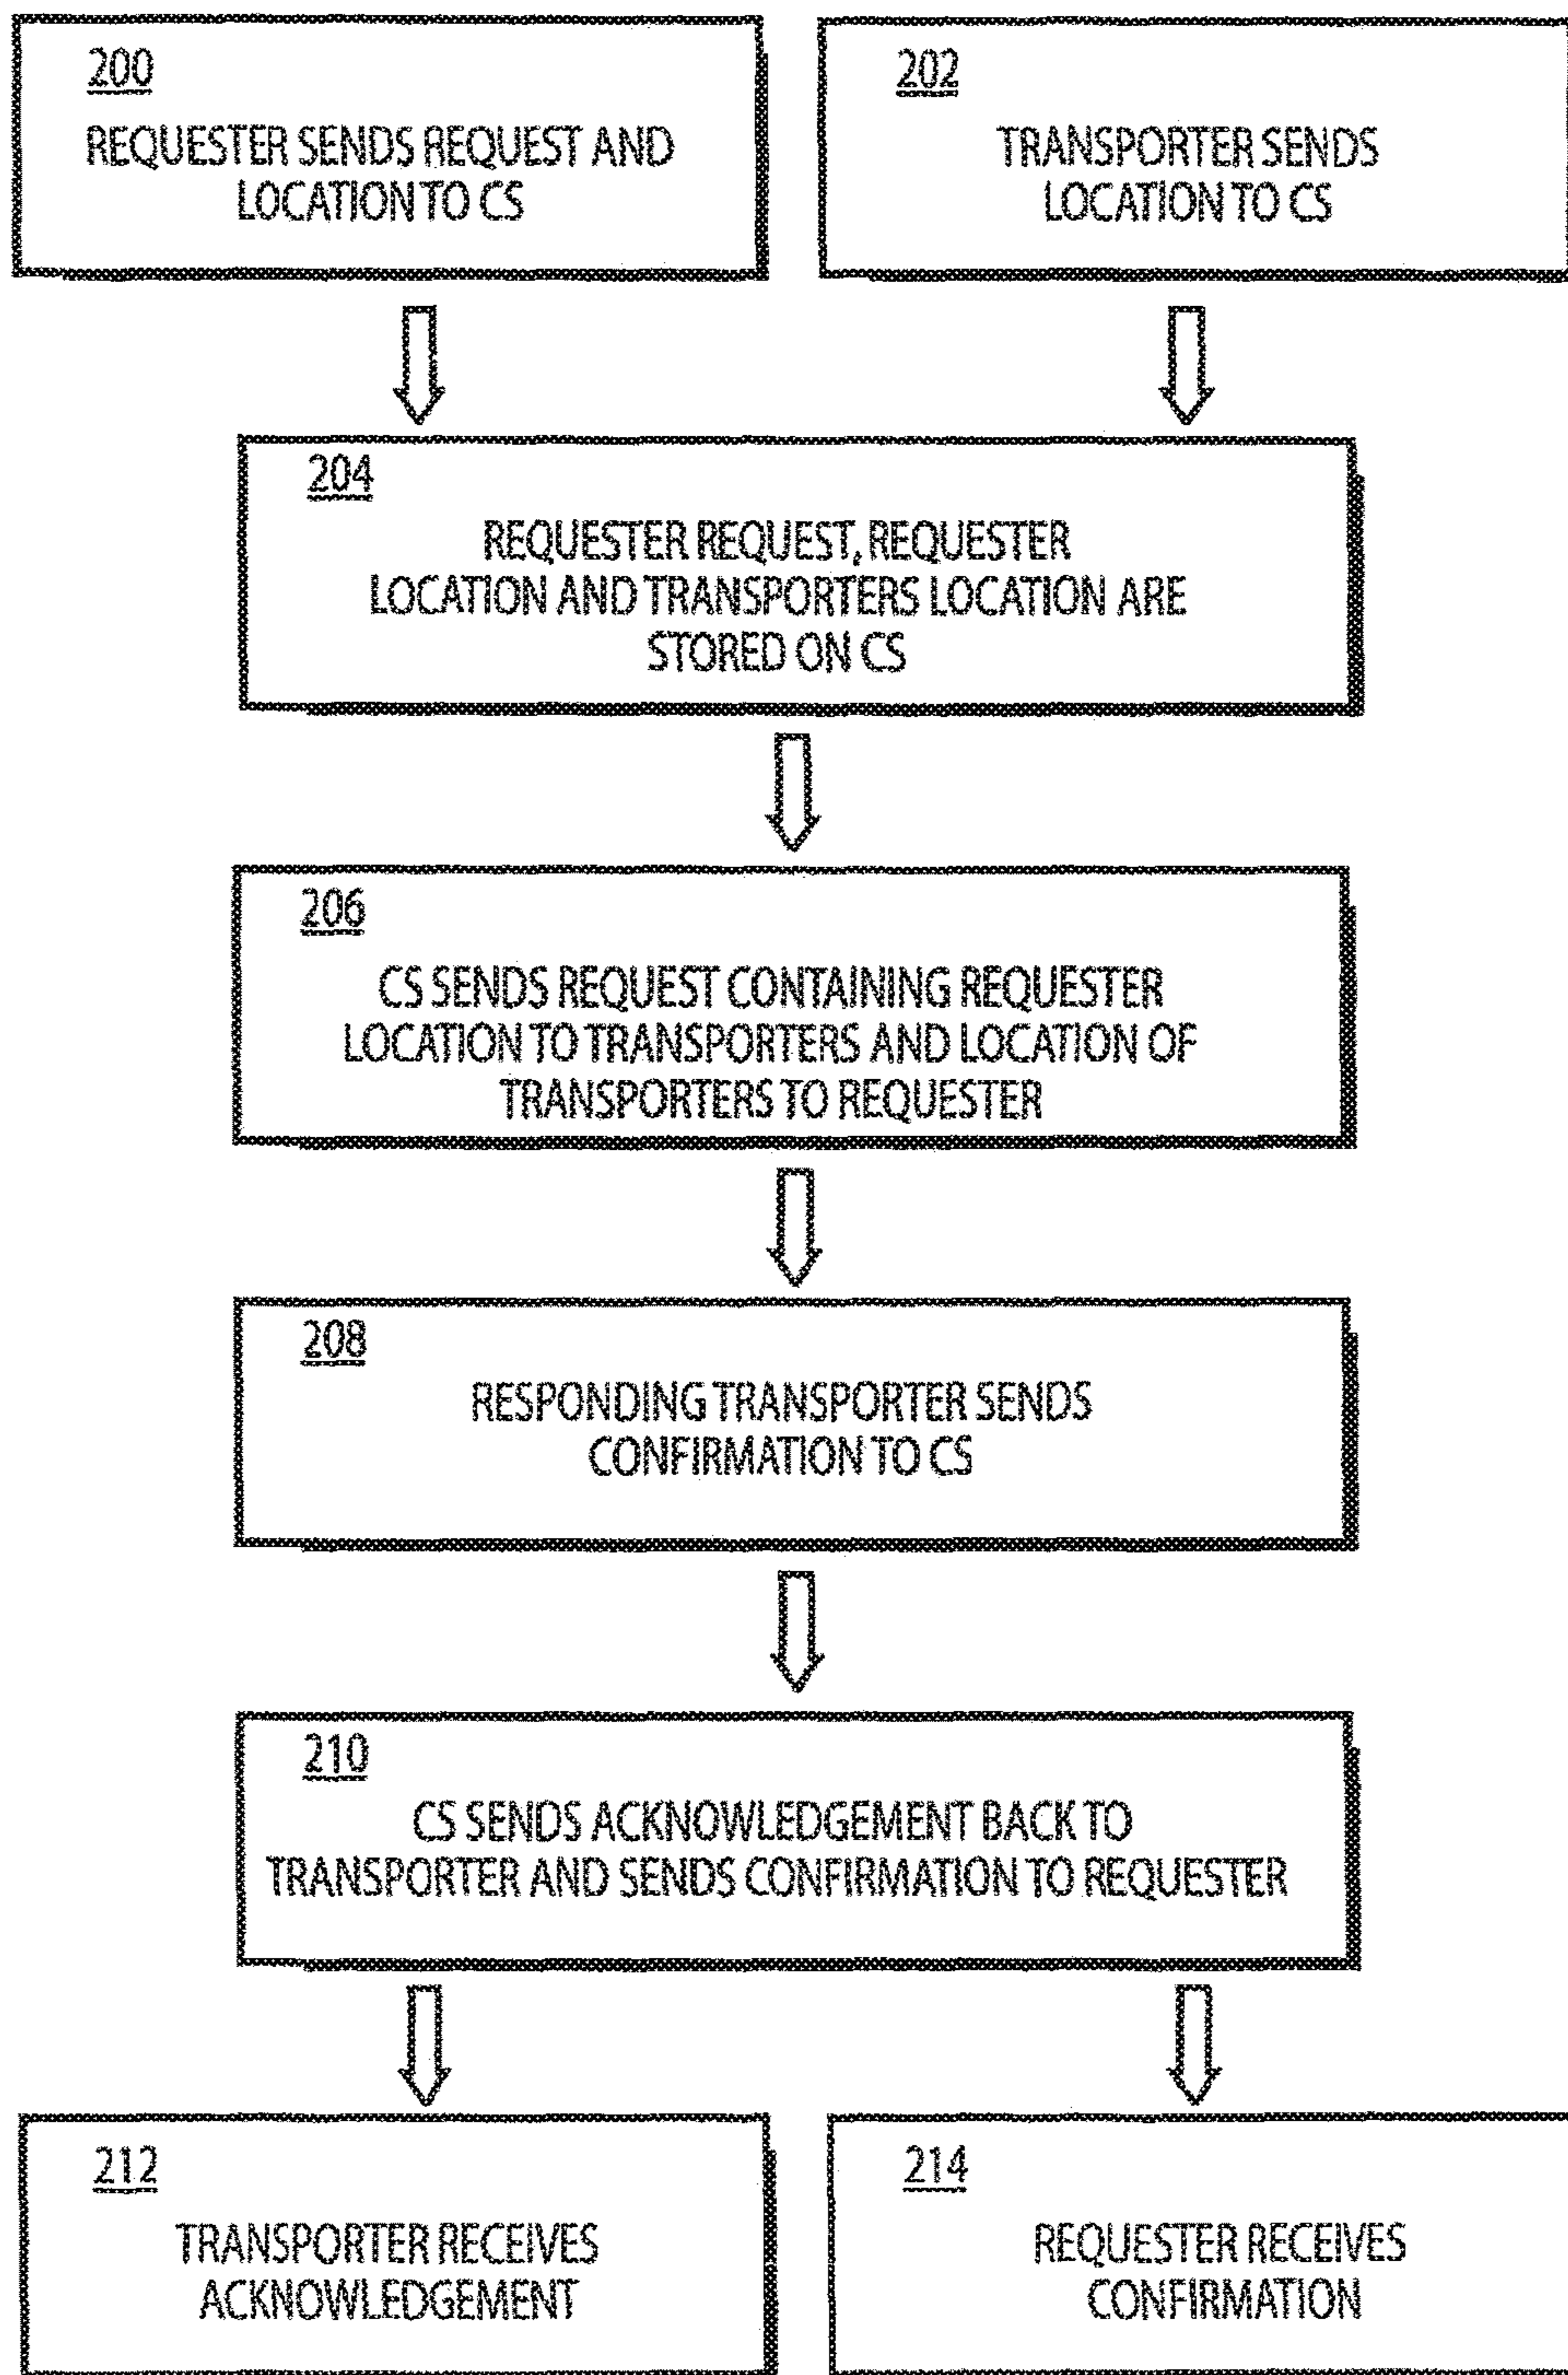 200
REQUESTER SENDS REQUEST AND
LOCATION TO CS
202
TRANSPORTER SENDS
LOCATION TO CS
204
REQUESTER REQUEST, REQUESTER
LOCATION AND TRANSPORTERS LOCATION ARE
STORED ON CS
206
CS SENDS REQUEST CONTAINING REQUESTER
LOCATION TO TRANSPORTERS AND LOCATION OF
TRANSPORTERS TO REQUESTER
208
RESPONDING TRANSPORTER SENDS
CONFIRMATION TO CS
210
CS SENDS ACKNOWLEDGEMENT BACK TO
TRANSPORTER AND SENDS CONFIRMATION TO REQUESTER
212
TRANSPORTER RECEIVES
ACKNOWLEDGEMENT
214
REQUESTER RECEIVES
CONFIRMATION